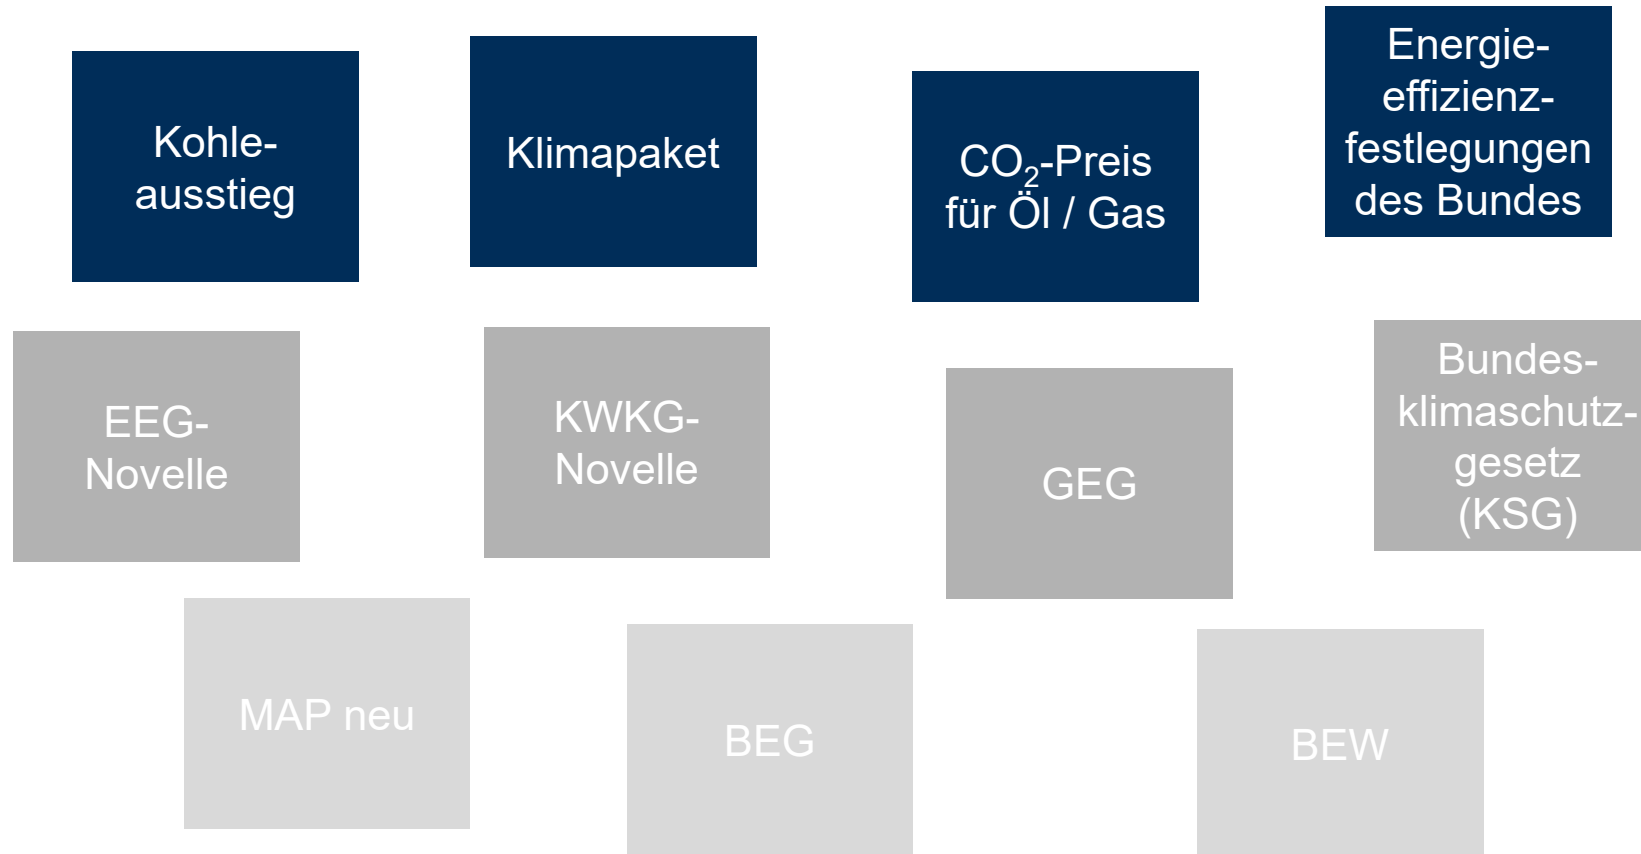 Kohle-
ausstieg
Klimapaket
CO₂-Preis
für Öl / Gas
Energie-
effizienz-
festlegungen
des Bundes
EEG-
Novelle
KWKG-
Novelle
GEG
Bundes-
klimaschutz-
gesetz
(KSG)
MAP neu
BEG
BEW